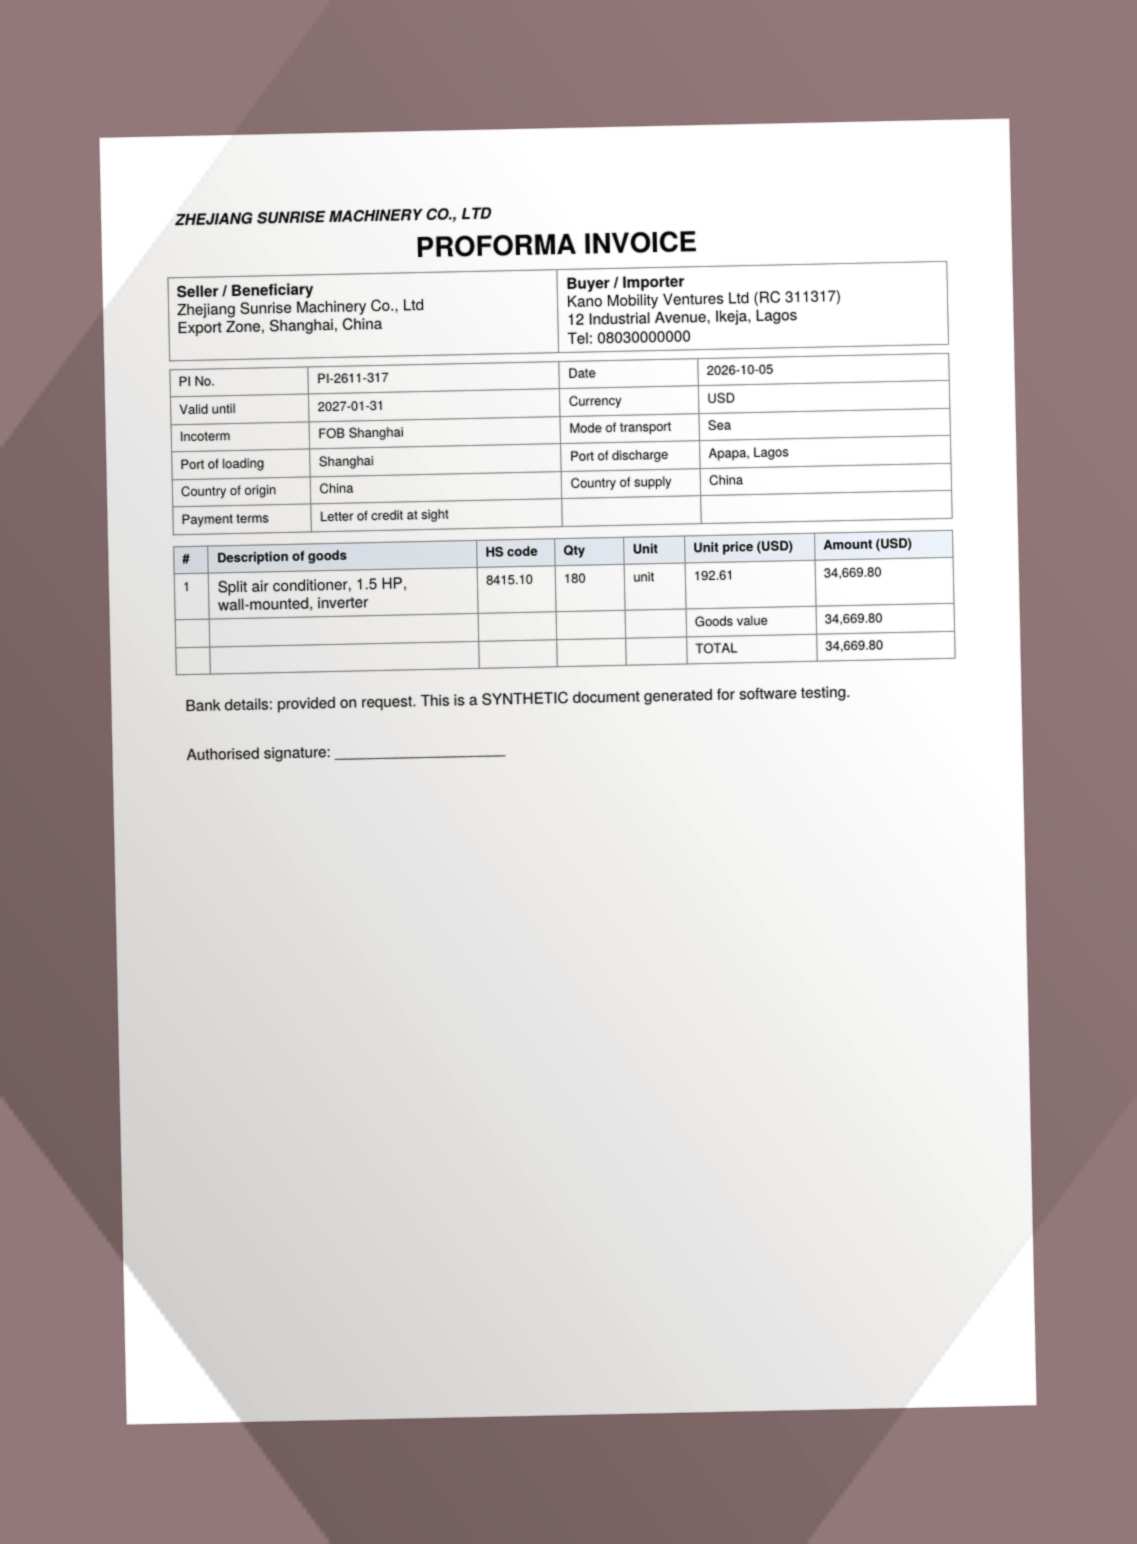 ZHEJIANG SUNRISE MACHINERY CO., LTD
PROFORMA INVOICE
Seller / Beneficiary
Zhejiang Sunrise Machinery Co., Ltd
Export Zone, Shanghai, China
Buyer / Importer
Kano Mobility Ventures Ltd (RC 311317)
12 Industrial Avenue, Ikeja, Lagos
Tel: 08030000000
PI No. PI-2611-317 Date 2026-10-05
Valid until 2027-01-31 Currency USD
Incoterm FOB Shanghai Mode of transport Sea
Port of loading Shanghai Port of discharge Apapa, Lagos
Country of origin China Country of supply China
Payment terms Letter of credit at sight
# Description of goods HS code Qty Unit Unit price (USD) Amount (USD)
1 Split air conditioner, 1.5 HP, 8415.10 180 unit 192.61 34,669.80
wall-mounted, inverter
Goods value 34,669.80
TOTAL 34,669.80
Bank details: provided on request. This is a SYNTHETIC document generated for software testing.
Authorised signature: ____________________